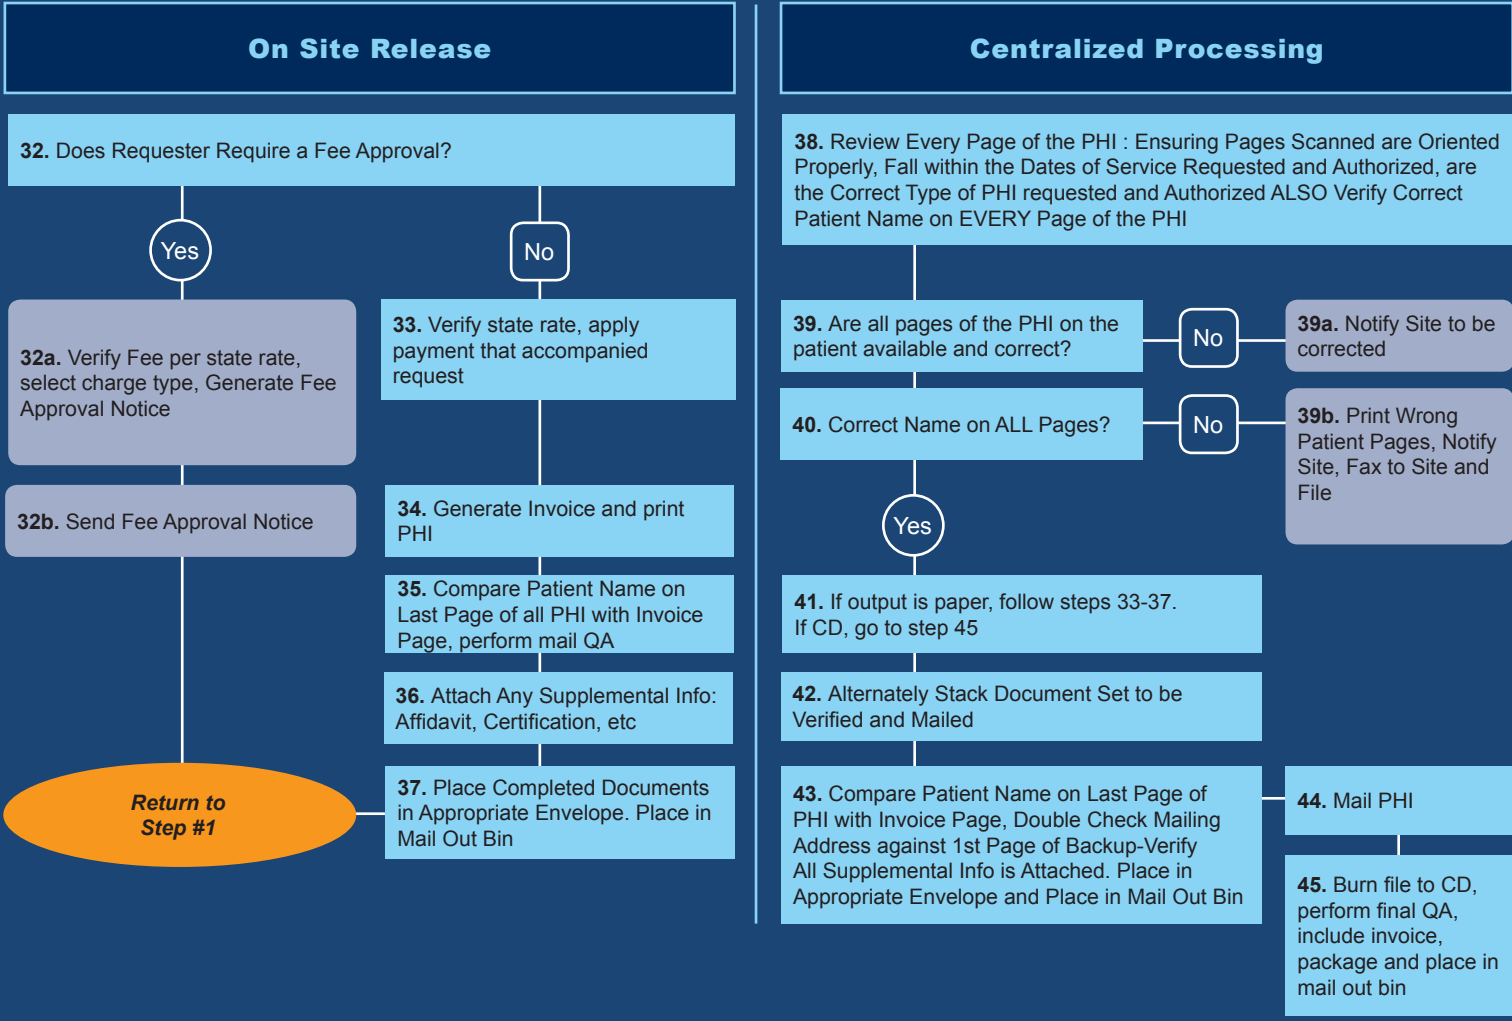 On Site Release
32. Does Requester Require a Fee Approval?
Yes
No
32a. Verify Fee per state rate,
select charge type, Generate Fee
Approval Notice
32b. Send Fee Approval Notice
33. Verify state rate, apply
payment that accompanied
request
34. Generate Invoice and print
PHI
35. Compare Patient Name on
Last Page of all PHI with Invoice
Page, perform mail QA
36. Attach Any Supplemental Info:
Affidavit, Certification, etc
37. Place Completed Documents
in Appropriate Envelope. Place in
Mail Out Bin
Return to
Step #1
Centralized Processing
38. Review Every Page of the PHI : Ensuring Pages Scanned are Oriented
Properly, Fall within the Dates of Service Requested and Authorized, are
the Correct Type of PHI requested and Authorized ALSO Verify Correct
Patient Name on EVERY Page of the PHI
39. Are all pages of the PHI on the
patient available and correct?
No
39a. Notify Site to be
corrected
40. Correct Name on ALL Pages?
No
39b. Print Wrong
Patient Pages, Notify
Site, Fax to Site and
File
Yes
41. If output is paper, follow steps 33-37.
If CD, go to step 45
42. Alternately Stack Document Set to be
Verified and Mailed
43. Compare Patient Name on Last Page of
PHI with Invoice Page, Double Check Mailing
Address against 1st Page of Backup-Verify
All Supplemental Info is Attached. Place in
Appropriate Envelope and Place in Mail Out Bin
44. Mail PHI
45. Burn file to CD,
perform final QA,
include invoice,
package and place in
mail out bin